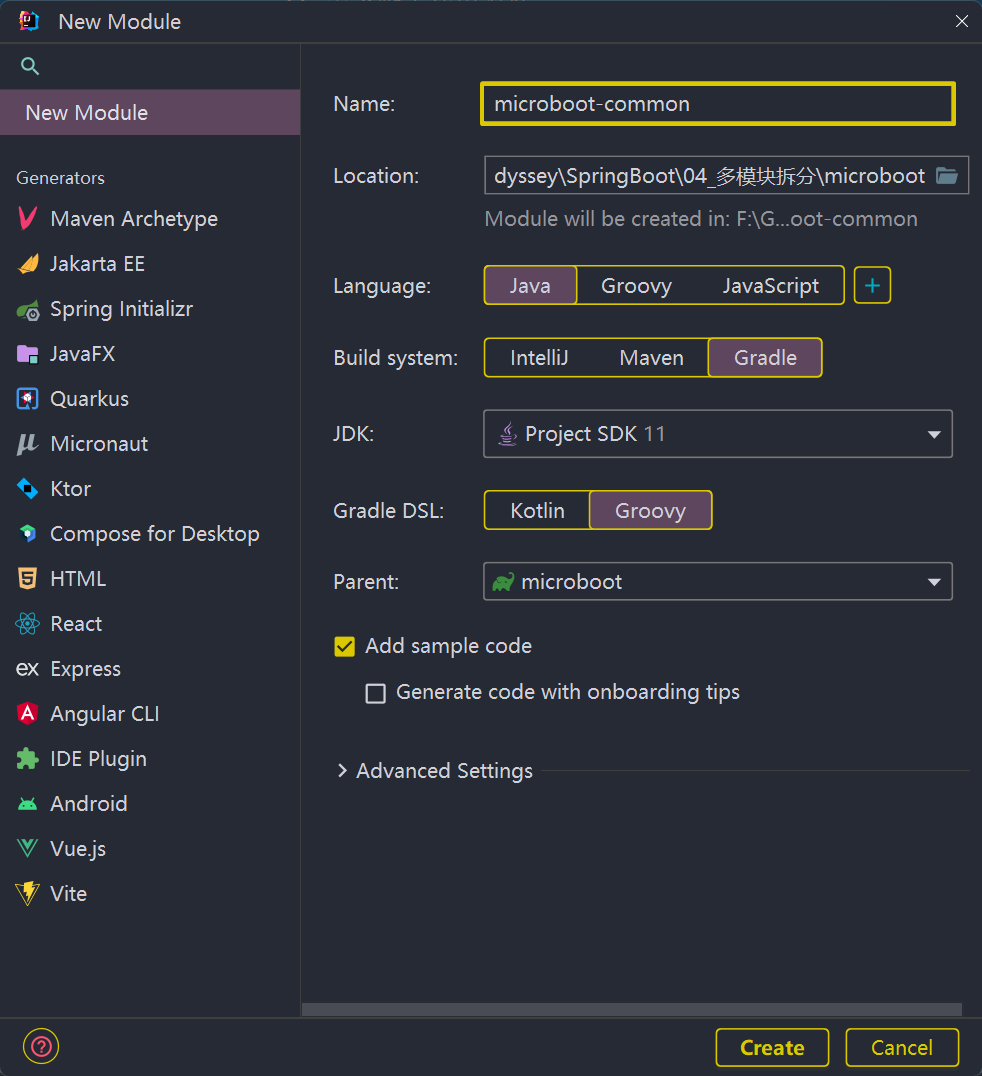 New Module
New Module
Generators
Maven Archetype
Jakarta EE
Spring Initializr
JavaFX
Quarkus
Micronaut
Ktor
Compose for Desktop
HTML
React
ex Express
Angular CLI
IDE Plugin
Android
Vue.js
Vite
Name: microboot-common
Location: dyssey\SpringBoot\04_多模块拆分\microboot
Module will be created in: F:\G...oot-common
Language: Java Groovy JavaScript +
Build system: IntelliJ Maven Gradle
JDK: Project SDK 11
Gradle DSL: Kotlin Groovy
Parent: microboot
Add sample code
Generate code with onboarding tips
Advanced Settings
? Create Cancel